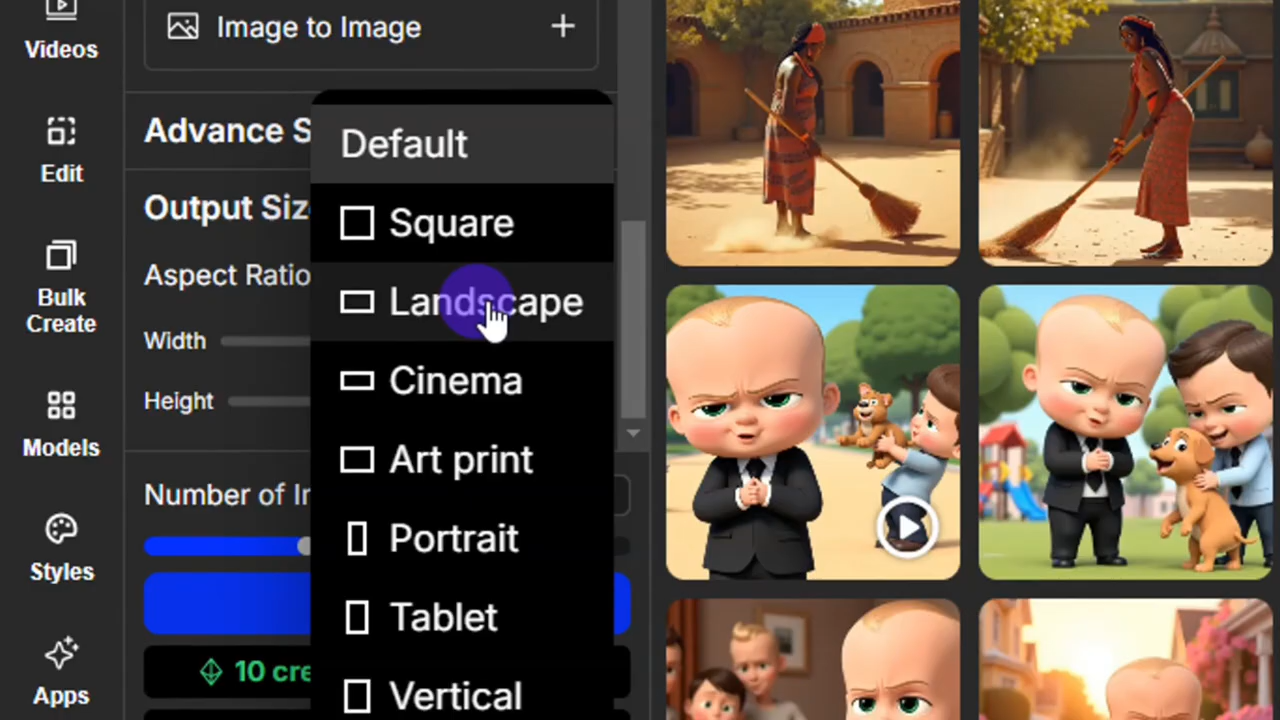 Videos
Edit
Bulk
Create
Models
Styles
Apps
Image to Image
Advance S
Output Siz
Aspect Ratio
Width
Height
Number of Ir
10 cre
Default
Square
Landscape
Cinema
Art print
Portrait
Tablet
Vertical